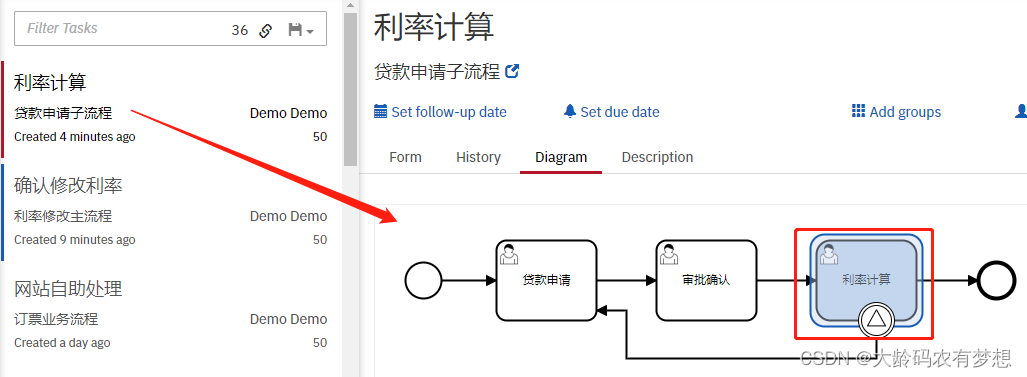 Filter Tasks 36
利率计算
贷款申请子流程 Demo Demo
Created 4 minutes ago 50
确认修改利率
利率修改主流程 Demo Demo
Created 9 minutes ago 50
网站自助处理
订票业务流程 Demo Demo
Created a day ago 50
利率计算
贷款申请子流程
Set follow-up date Set due date Add groups
Form History Diagram Description
贷款申请 审批确认 利率计算
CSDN @大龄码农有梦想